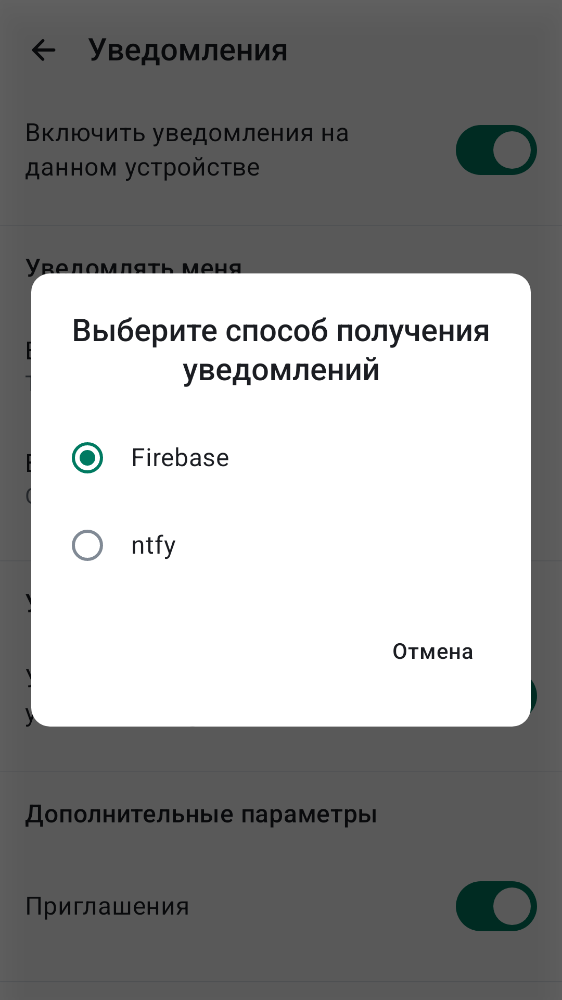 Уведомления
Включить уведомления на
данном устройстве
Уведомлять меня
Выберите способ получения
уведомлений
Firebase
ntfy
Отмена
Дополнительные параметры
Приглашения